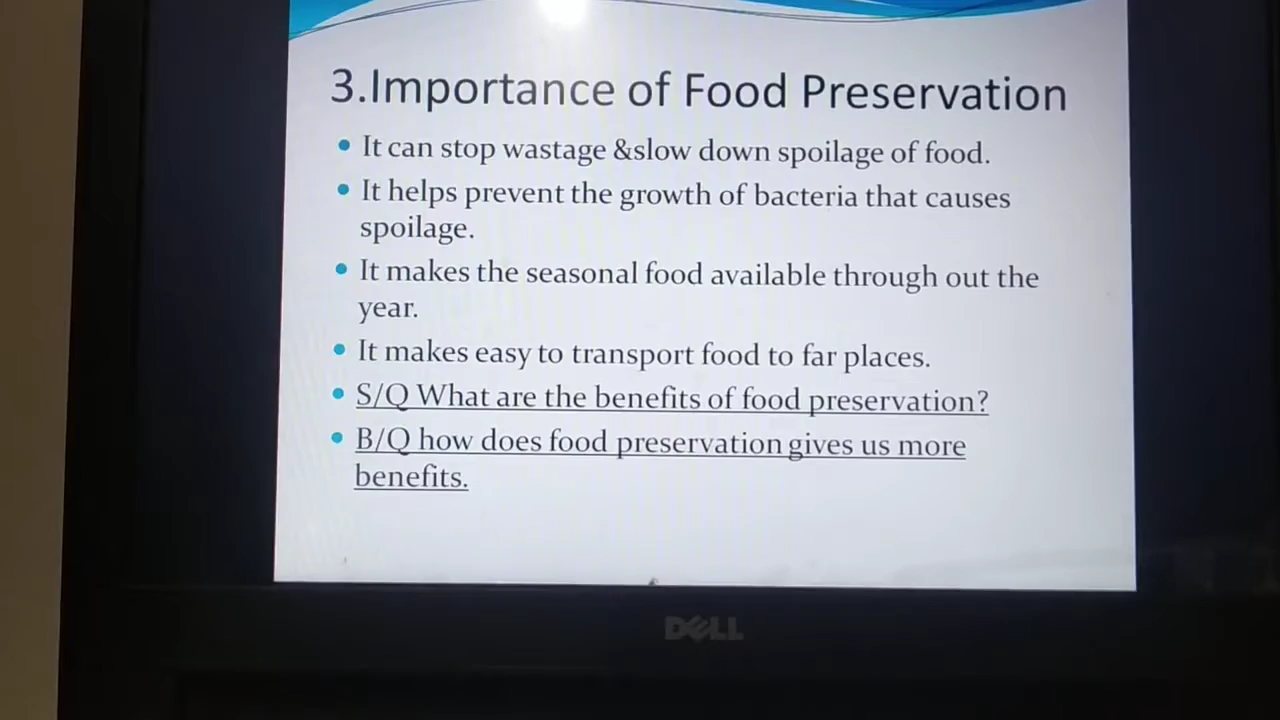 3.Importance of Food Preservation
It can stop wastage &slow down spoilage of food.
It helps prevent the growth of bacteria that causes
spoilage.
It makes the seasonal food available through out the
year.
It makes easy to transport food to far places.
S/Q What are the benefits of food preservation?
B/Q how does food preservation gives us more
benefits.
DELL